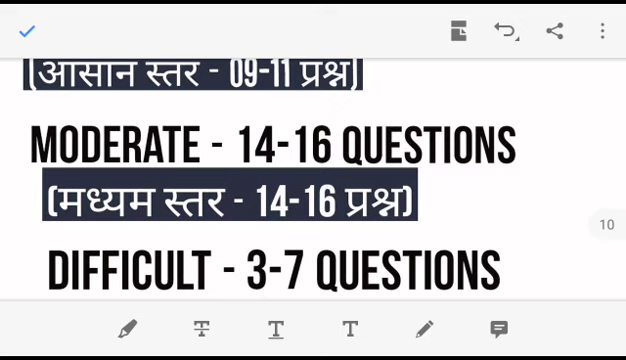 (आसान स्तर - 09-11 प्रश्न)
MODERATE - 14-16 QUESTIONS
(मध्यम स्तर - 14-16 प्रश्न)
10
DIFFICULT - 3-7 QUESTIONS